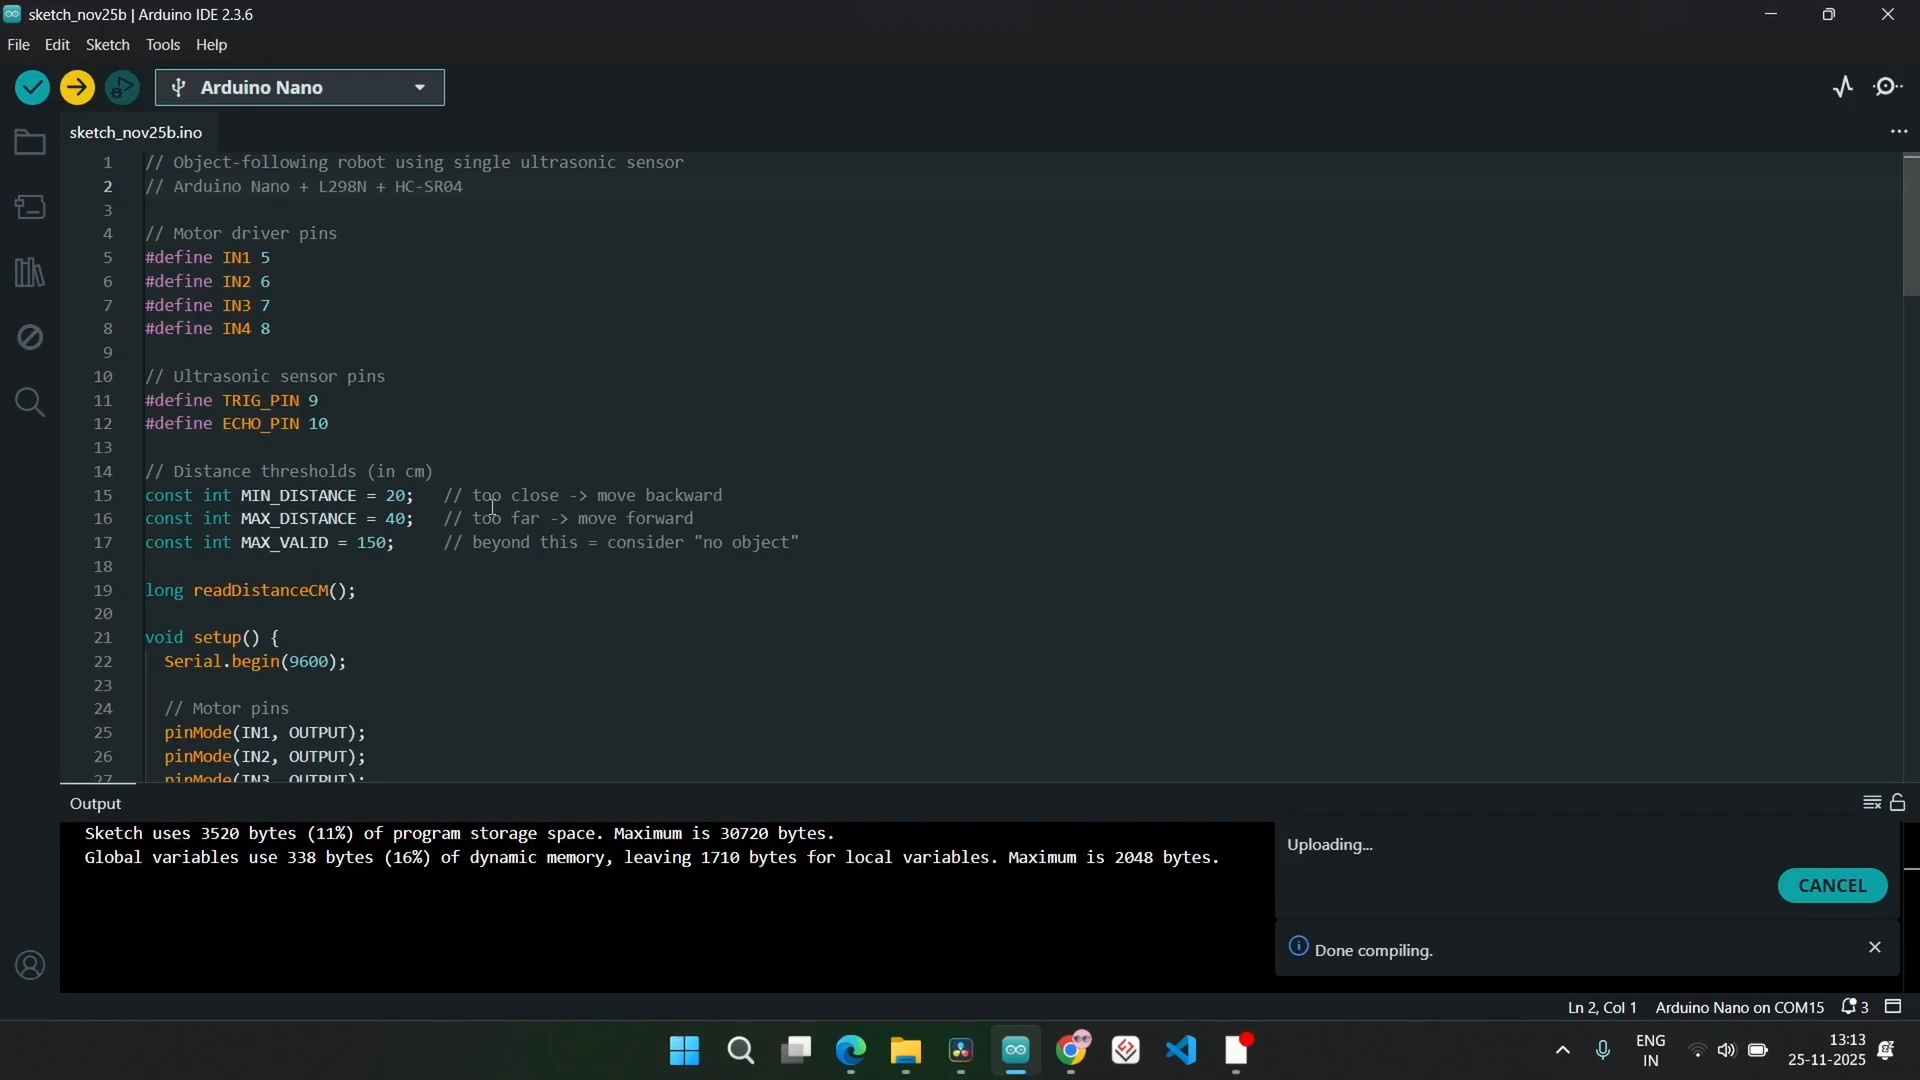 sketch_nov25b | Arduino IDE 2.3.6
File Edit Sketch Tools Help
Arduino Nano
sketch_nov25b.ino
1 // Object-following robot using single ultrasonic sensor
2 // Arduino Nano + L298N + HC-SR04
3
4 // Motor driver pins
5 #define IN1 5
6 #define IN2 6
7 #define IN3 7
8 #define IN4 8
9
10 // Ultrasonic sensor pins
11 #define TRIG_PIN 9
12 #define ECHO_PIN 10
13
14 // Distance thresholds (in cm)
15 const int MIN_DISTANCE = 20; // too close -> move backward
16 const int MAX_DISTANCE = 40; // too far -> move forward
17 const int MAX_VALID = 150; // beyond this = consider "no object"
18
19 long readDistanceCM();
20
21 void setup() {
22 Serial.begin(9600);
23
24 // Motor pins
25 pinMode(IN1, OUTPUT);
26 pinMode(IN2, OUTPUT);
27 pinMode(IN3, OUTPUT);
Output
Sketch uses 3520 bytes (11%) of program storage space. Maximum is 30720 bytes.
Global variables use 338 bytes (16%) of dynamic memory, leaving 1710 bytes for local variables. Maximum is 2048 bytes.
Uploading...
CANCEL
Done compiling.
Ln 2, Col 1 Arduino Nano on COM15 3
ENG
IN
13:13
25-11-2025